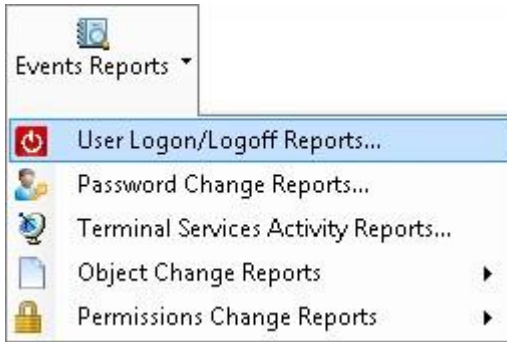 Events Reports
User Logon/Logoff Reports...
Password Change Reports...
Terminal Services Activity Reports...
Object Change Reports
Permissions Change Reports